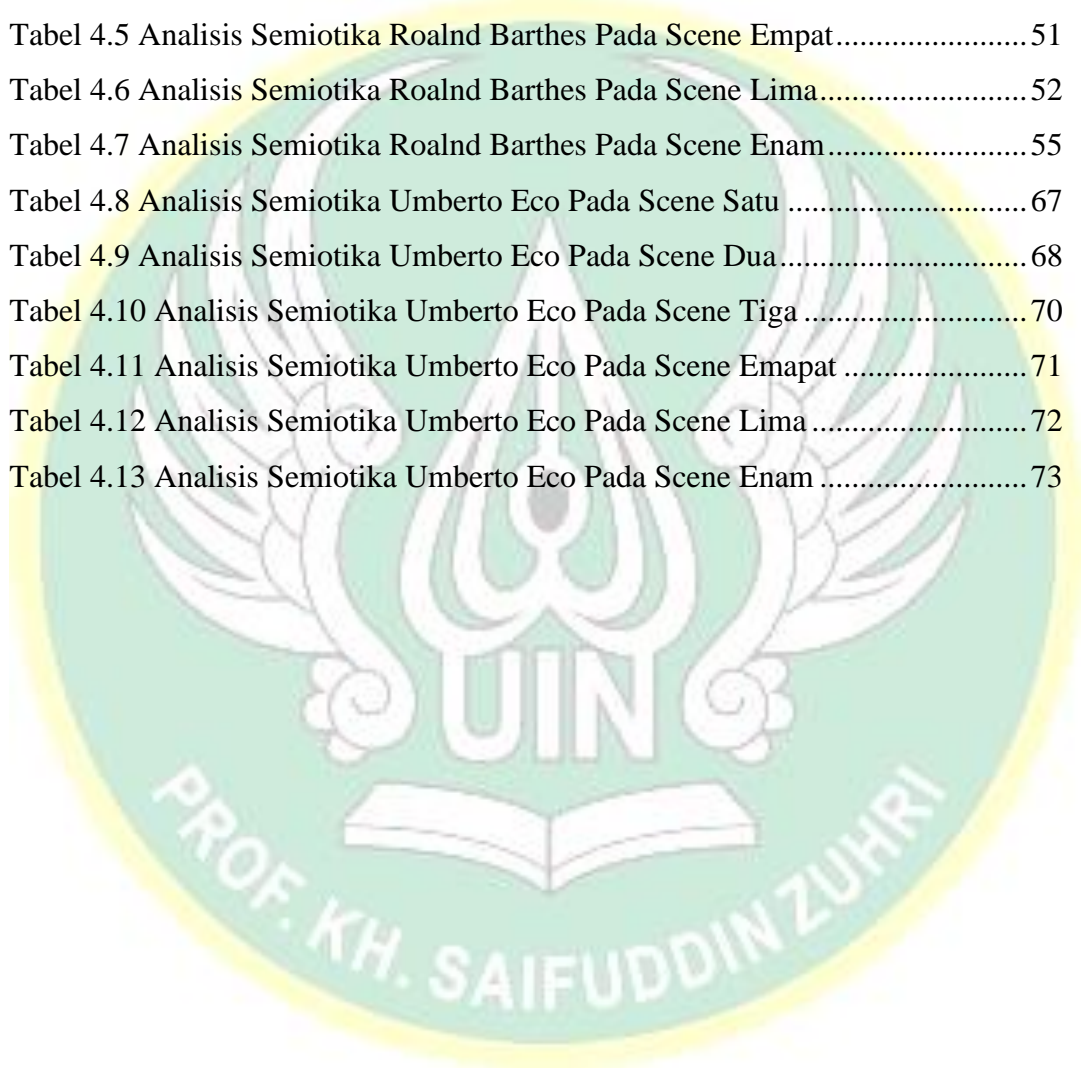 Tabel 4.5 Analisis Semiotika Roalnd Barthes Pada Scene Empat........................ 51
Tabel 4.6 Analisis Semiotika Roalnd Barthes Pada Scene Lima.......................... 52
Tabel 4.7 Analisis Semiotika Roalnd Barthes Pada Scene Enam......................... 55
Tabel 4.8 Analisis Semiotika Umberto Eco Pada Scene Satu .............................. 67
Tabel 4.9 Analisis Semiotika Umberto Eco Pada Scene Dua............................... 68
Tabel 4.10 Analisis Semiotika Umberto Eco Pada Scene Tiga ............................ 70
Tabel 4.11 Analisis Semiotika Umberto Eco Pada Scene Emapat ....................... 71
Tabel 4.12 Analisis Semiotika Umberto Eco Pada Scene Lima ........................... 72
Tabel 4.13 Analisis Semiotika Umberto Eco Pada Scene Enam .......................... 73
UIN
PROF. KH. SAIFUDDIN ZUHRI